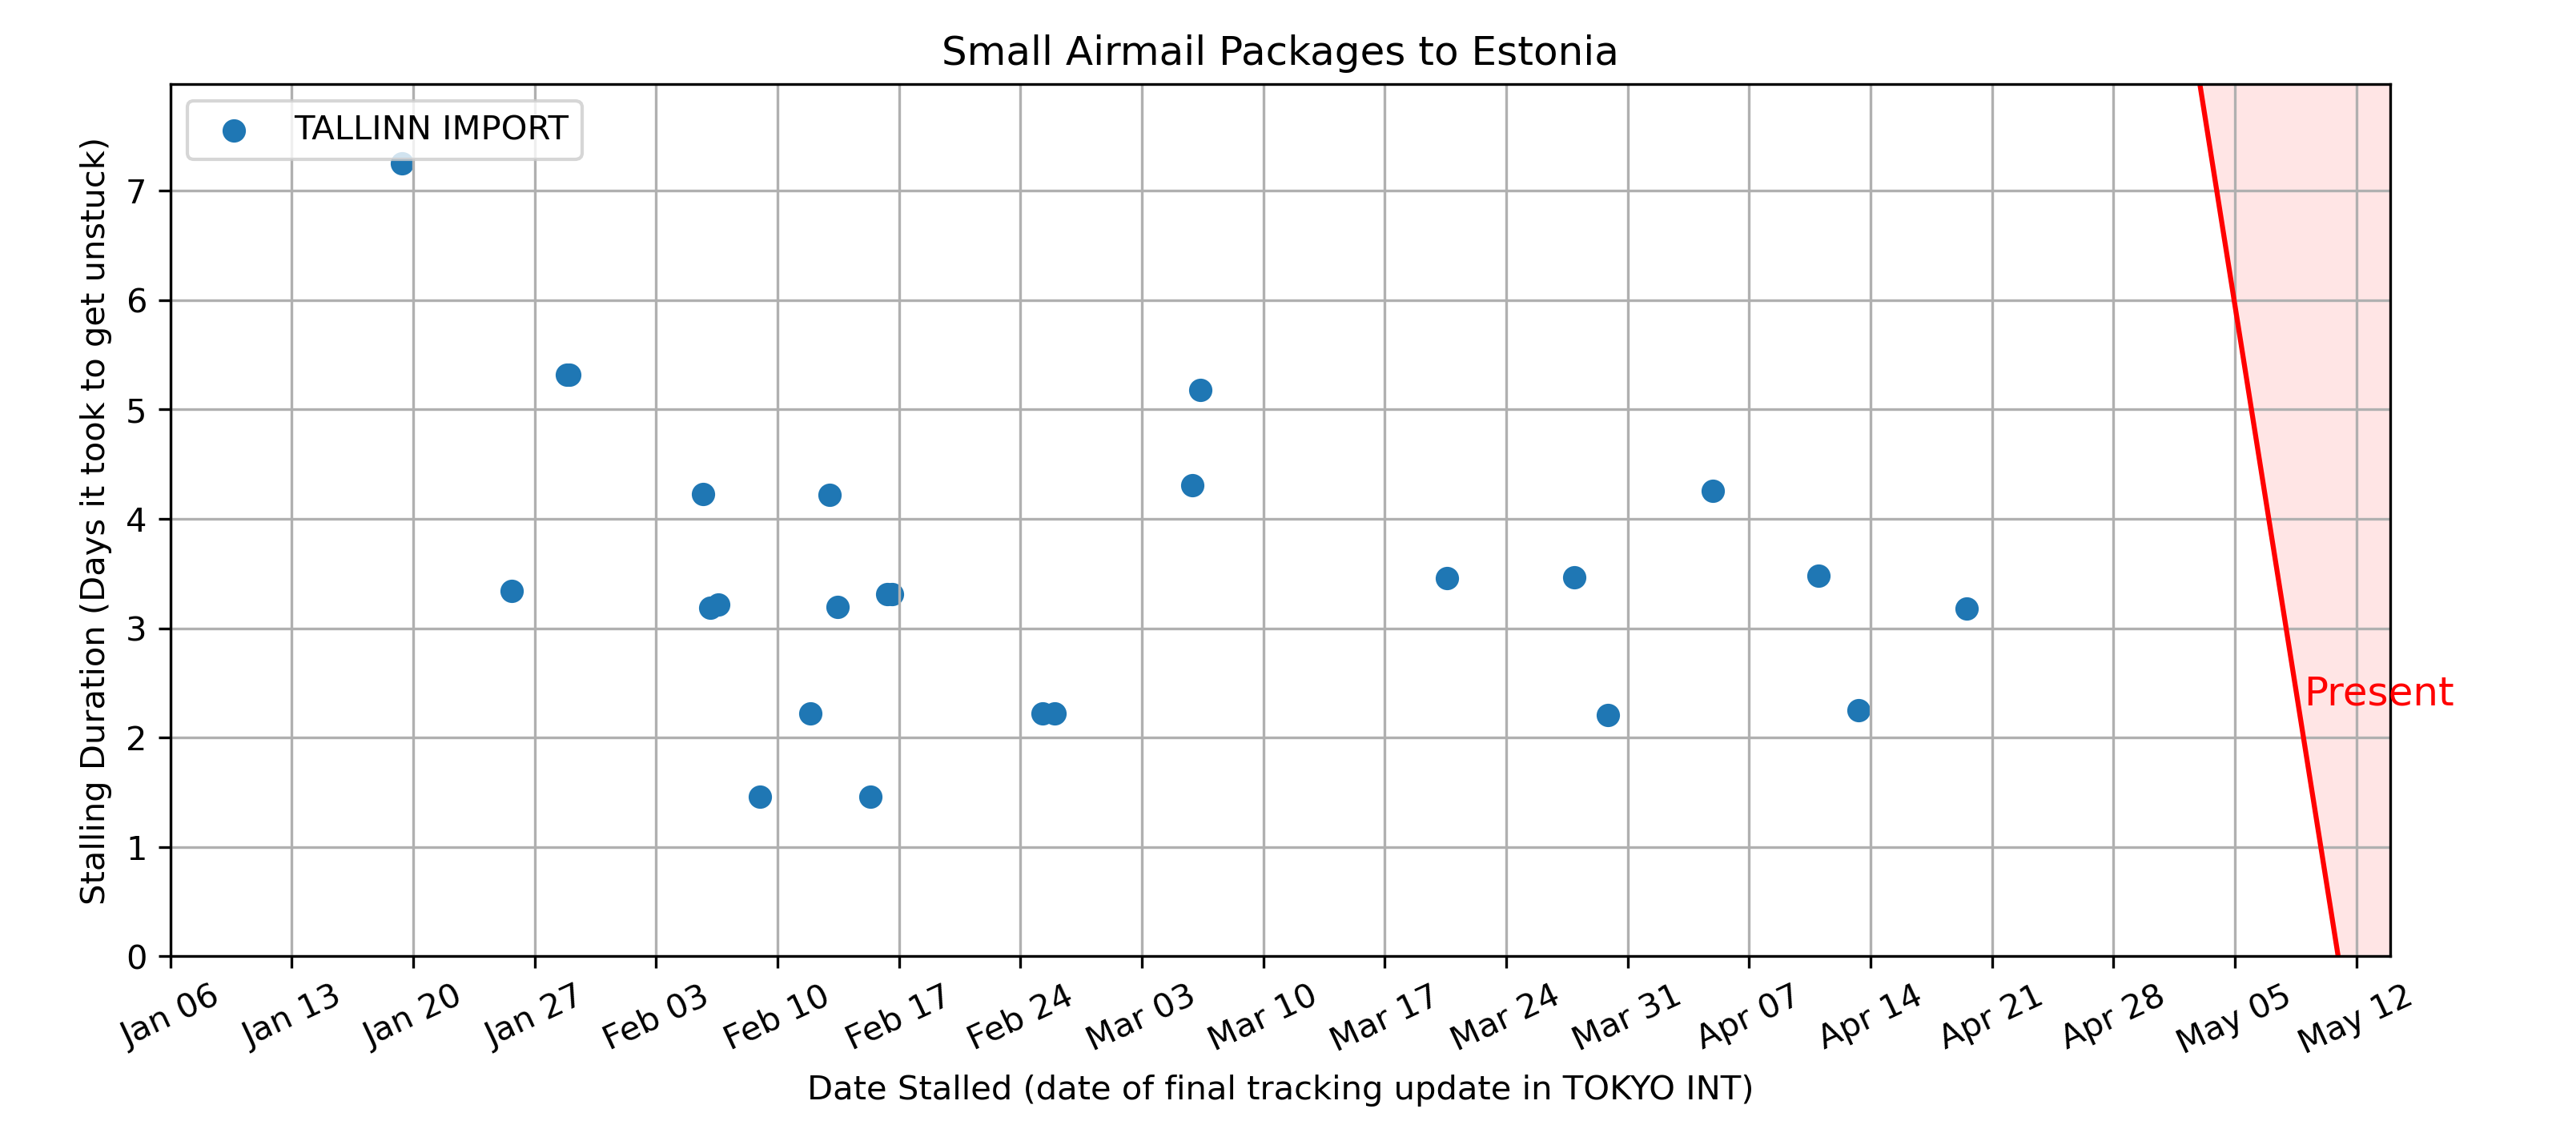 Small Airmail Packages to Estonia
TALLINN IMPORT
Stalling Duration (Days it took to get unstuck)
7
6
5
4
3
2
1
0
Present
Jan 06
Jan 13
Jan 20
Jan 27
Feb 03
Feb 10
Feb 17
Feb 24
Mar 03
Mar 10
Mar 17
Mar 24
Mar 31
Apr 07
Apr 14
Apr 21
Apr 28
May 05
May 12
Date Stalled (date of final tracking update in TOKYO INT)